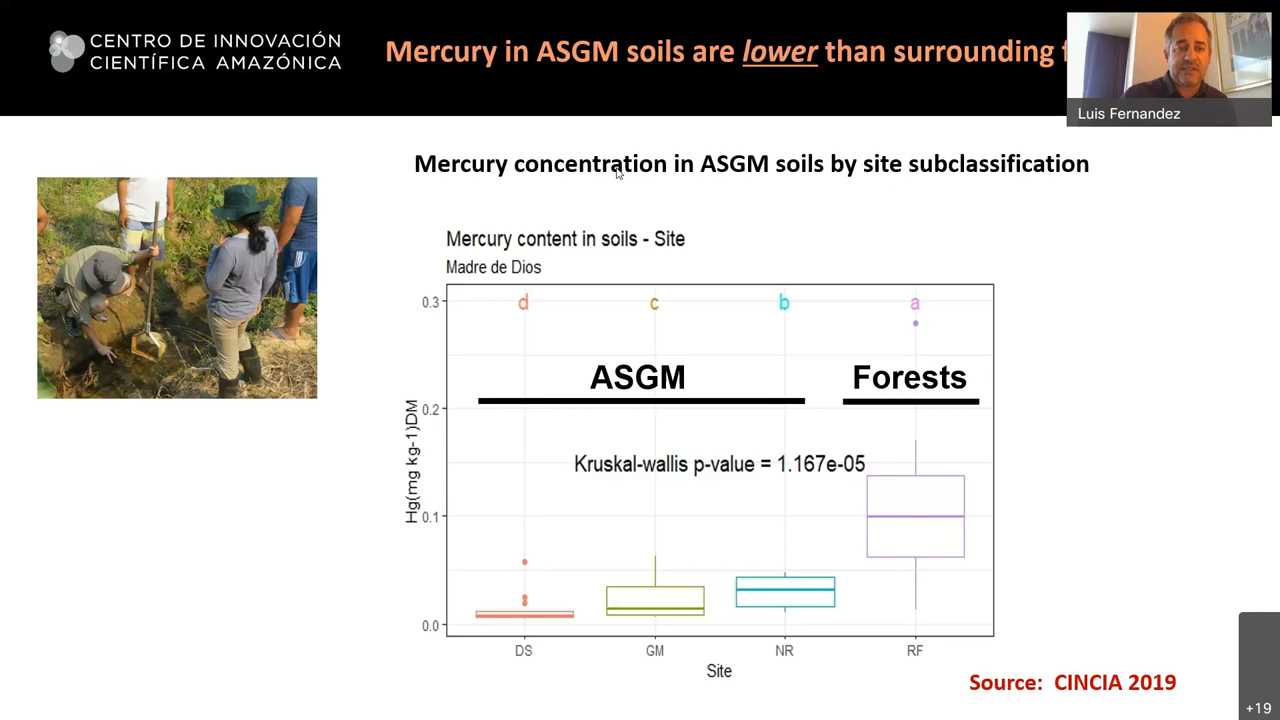 CENTRO DE INNOVACIÓN
CIENTÍFICA AMAZÓNICA
Mercury in ASGM soils are lower than surrounding
Luis Fernandez
Mercury concentration in ASGM soils by site subclassification
Mercury content in soils - Site
Madre de Dios
0.3
d
c
b
a
ASGM
Forests
0.2
Kruskal-wallis p-value = 1.167e-05
Hg(mg kg-1)DM
0.1
0.0
DS
GM
NR
RF
Site
Source: CINCIA 2019
+19